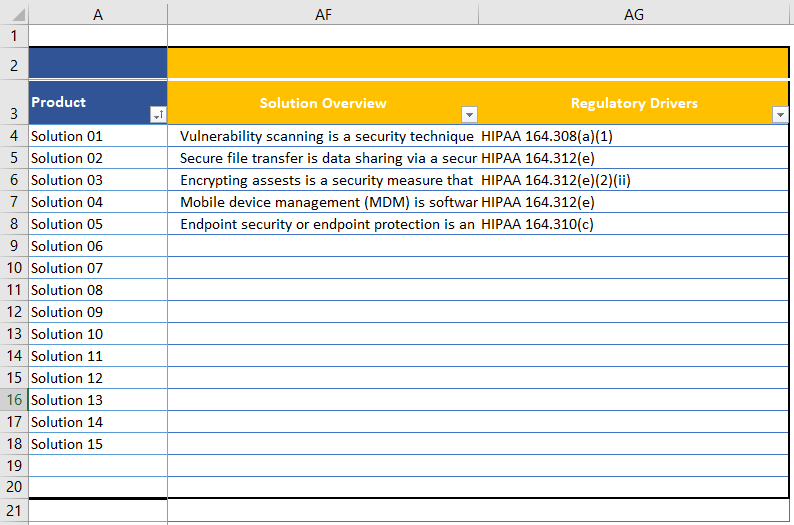 A AF AG
1
2
3 Product Solution Overview Regulatory Drivers
4 Solution 01 Vulnerability scanning is a security technique HIPAA 164.308(a)(1)
5 Solution 02 Secure file transfer is data sharing via a secur HIPAA 164.312(e)
6 Solution 03 Encrypting assests is a security measure that HIPAA 164.312(e)(2)(ii)
7 Solution 04 Mobile device management (MDM) is softwar HIPAA 164.312(e)
8 Solution 05 Endpoint security or endpoint protection is an HIPAA 164.310(c)
9 Solution 06
10 Solution 07
11 Solution 08
12 Solution 09
13 Solution 10
14 Solution 11
15 Solution 12
16 Solution 13
17 Solution 14
18 Solution 15
19
20
21